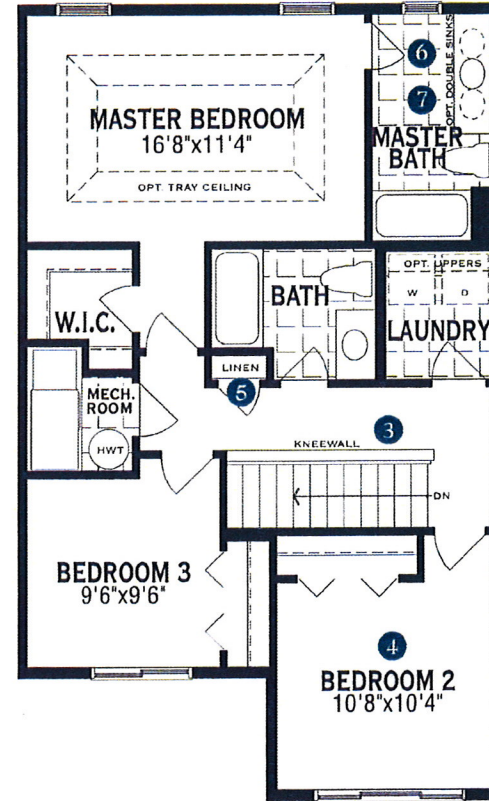 6
OPT. DOUBLE SINKS
7
MASTER BEDROOM
16'8"x11'4"
OPT. TRAY CEILING
MASTER
BATH
OPT. UPPERS
W
D
LAUNDRY
BATH
W.I.C.
LINEN
5
MECH.
ROOM
HWT
3
KNEEWALL
DN
BEDROOM 3
9'6"x9'6"
4
BEDROOM 2
10'8"x10'4"